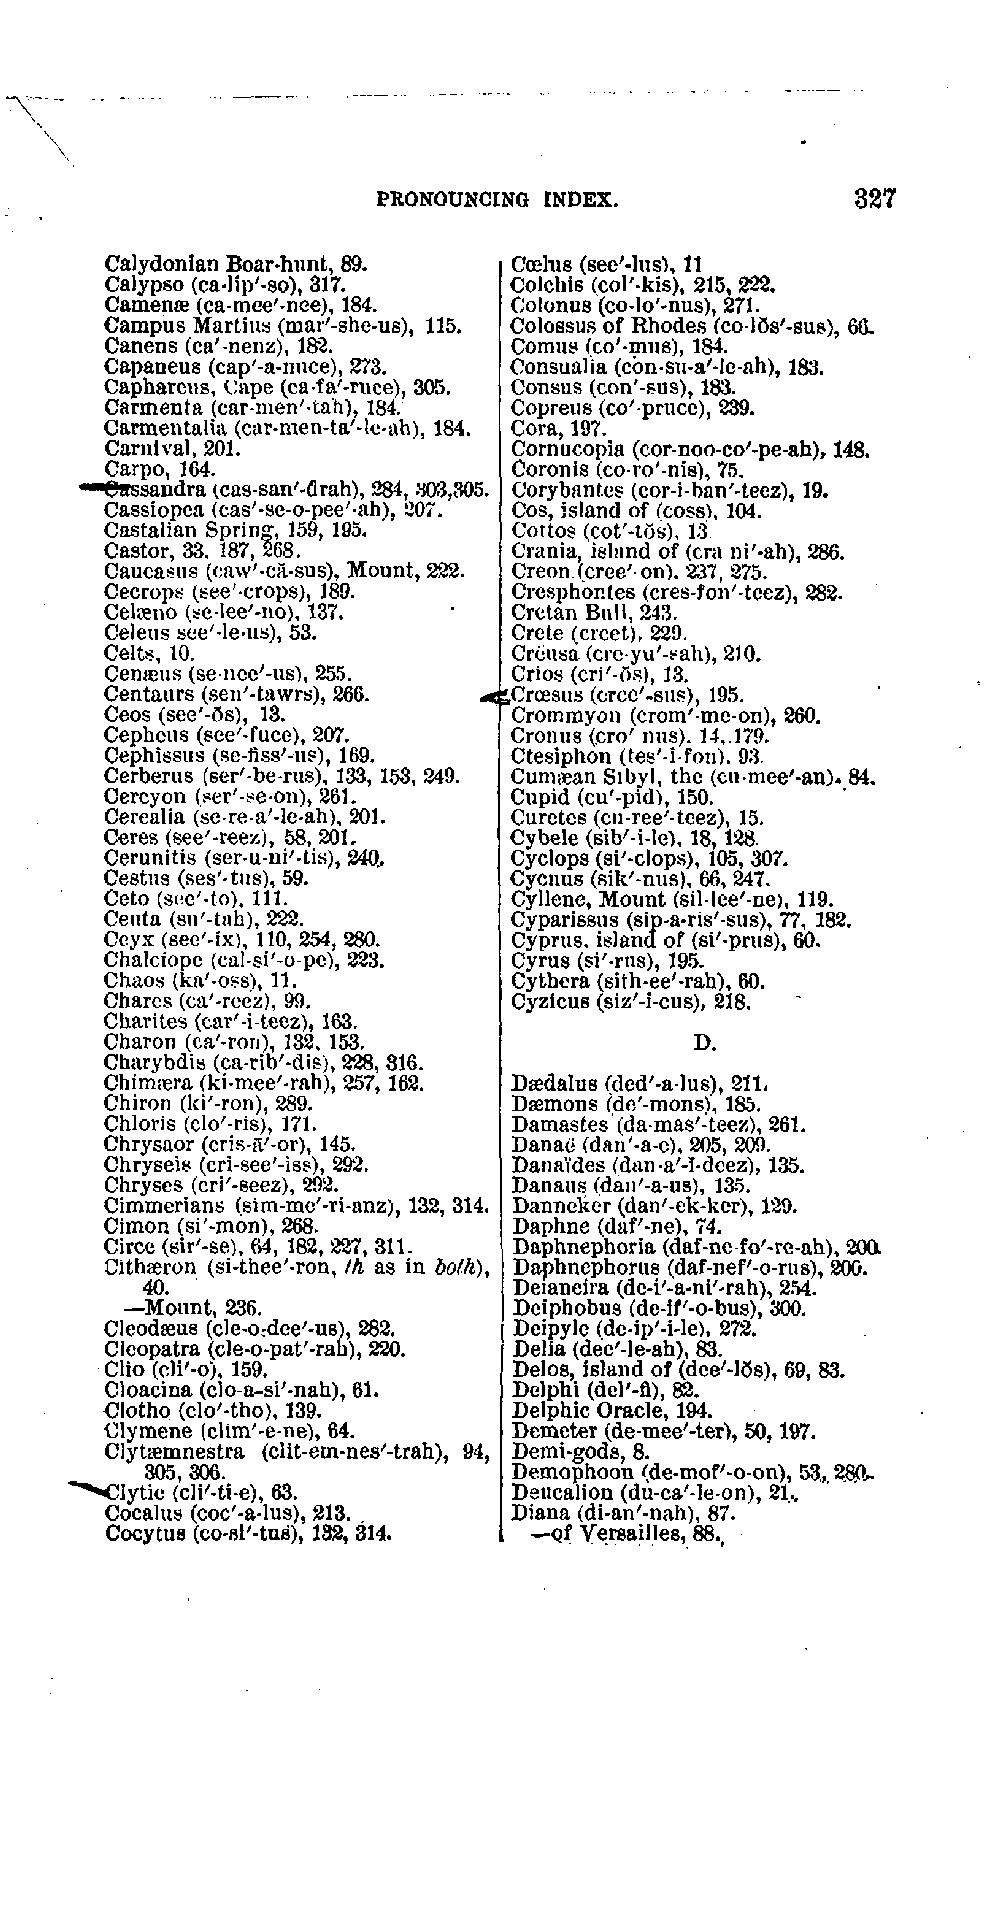 PRONOUNCING INDEX. 327
Calydonian Boar-hunt, 89.
Calypso (ca-lip′-so), 317.
Camenæ (ca-mee′-nee), 184.
Campus Martius (mar′-she-us), 115.
Canens (ca′-nenz), 182.
Capaneus (cap′-a-nuce), 273.
Caphareus, Cape (ca-fa′-ruce), 305.
Carmenta (car-men′-tah), 184.
Carmentalia (car-men-ta′-le-ah), 184.
Carnival, 201.
Carpo, 164.
Cassandra (cas-san′-drah), 284, 303,305.
Cassiopea (cas′-se-o-pee′-ah), 207.
Castalian Spring, 159, 195.
Castor, 33, 187, 268.
Caucasus (caw′-cā-sus), Mount, 222.
Cecrops (see′-crops), 189.
Celæno (se-lee′-no), 137.
Celeus see′-le-us), 53.
Celts, 10.
Cenæus (se-nee′-us), 255.
Centaurs (sen′-tawrs), 266.
Ceos (see′-ŏs), 13.
Cepheus (see′-fuce), 207.
Cephissus (se-fiss′-us), 169.
Cerberus (ser′-be-rus), 133, 153, 249.
Cercyon (ser′-se-on), 261.
Cerealia (se-re-a′-le-ah), 201.
Ceres (see′-reez), 58, 201.
Cerunitis (ser-u-ni′-tis), 240.
Cestus (ses′-tus), 59.
Ceto (see′-to), 111.
Ceuta (su′-tah), 222.
Ceyx (see′-ix), 110, 254, 280.
Chalciope (cal-si′-o-pe), 223.
Chaos (ka′-oss), 11.
Chares (ca′-reez), 99.
Charites (car′-i-teez), 163.
Charon (ca′-ron), 132, 153.
Charybdis (ca-rib′-dis), 228, 316.
Chimæra (ki-mee′-rah), 257, 162.
Chiron (ki′-ron), 289.
Chloris (clo′-ris), 171.
Chrysaor (cris-ā′-or), 145.
Chryseis (cri-see′-iss), 292.
Chryses (cri′-seez), 292.
Cimmerians (sim-me′-ri-anz), 132, 314.
Cimon (si′-mon), 268.
Circe (sir′-se), 64, 182, 227, 311.
Cithæron (si-thee′-ron, th as in both),
40.
—Mount, 236.
Cleodæus (cle-o-dee′-us), 282.
Cleopatra (cle-o-pat′-rah), 220.
Clio (cli′-o), 159.
Cloacina (clo-a-si′-nah), 61.
Clotho (clo′-tho), 139.
Clymene (clim′-e-ne), 64.
Clytæmnestra (clit-em-nes′-trah), 94,
305, 306.
Clytie (cli′-ti-e), 63.
Cocalus (coc′-a-lus), 213.
Cocytus (co-si′-tus), 132, 314.
Cœlus (see′-lus), 11
Colchis (col′-kis), 215, 222.
Colonus (co-lo′-nus), 271.
Colossus of Rhodes (co-lŏs′-sus), 66.
Comus (co′-mus), 184.
Consualia (con-su-a′-le-ah), 183.
Consus (con′-sus), 183.
Copreus (co′-pruce), 239.
Cora, 197.
Cornucopia (cor-noo-co′-pe-ah), 148.
Coronis (co-ro′-nis), 75.
Corybantes (cor-i-ban′-teez), 19.
Cos, island of (coss), 104.
Cottos (cot′-tŏs), 13
Crania, island of (cra ni′-ah), 286.
Creon (cree′-on), 237, 275.
Cresphontes (cres-fon′-teez), 282.
Cretan Bull, 243.
Crete (creet), 229.
Creusa (cre-yu′-sah), 210.
Crios (cri′-ŏs), 13.
Crœsus (cree′-sus), 195.
Crommyon (crom′-me-on), 260.
Cronus (cro′ nus), 14, 179.
Ctesiphon (tes′-i-fon), 93.
Cumæan Sibyl, the (cu-mee′-an), 84.
Cupid (cu′-pid), 150.
Curetes (cu-ree′-teez), 15.
Cybele (sib′-i-le), 18, 128.
Cyclops (si′-clops), 105, 307.
Cycnus (sik′-nus), 66, 247.
Cyllene, Mount (sil-lee′-ne), 119.
Cyparissus (sip-a-ris′-sus), 77, 182.
Cyprus, island of (si′-prus), 60.
Cyrus (si′-rus), 195.
Cythera (sith-ee′-rah), 60.
Cyzicus (siz′-i-cus), 218.
D.
Dædalus (ded′-a-lus), 211.
Dæmons (de′-mons), 185.
Damastes (da-mas′-teez), 261.
Danaë (dan′-a-e), 205, 209.
Danaïdes (dan-a′-ĭ-deez), 135.
Danaus (dan′-a-us), 135.
Danneker (dan′-ek-ker), 129.
Daphne (daf′-ne), 74.
Daphnephoria (daf-ne-fo′-re-ah), 200.
Daphnephorus (daf-nef′-o-rus), 200.
Deianeira (de-i′-a-ni′-rah), 254.
Deiphobus (de-if′-o-bus), 300.
Deipyle (de-ip′-i-le), 272.
Delia (dee′-le-ah), 83.
Delos, island of (dee′-lŏs), 69, 83.
Delphi (del′-fi), 82.
Delphic Oracle, 194.
Demeter (de-mee′-ter), 50, 197.
Demi-gods, 8.
Demophoon (de-mof′-o-on), 53, 280.
Deucalion (du-ca′-le-on), 21.
Diana (di-an′-nah), 87.
—of Versailles, 88.